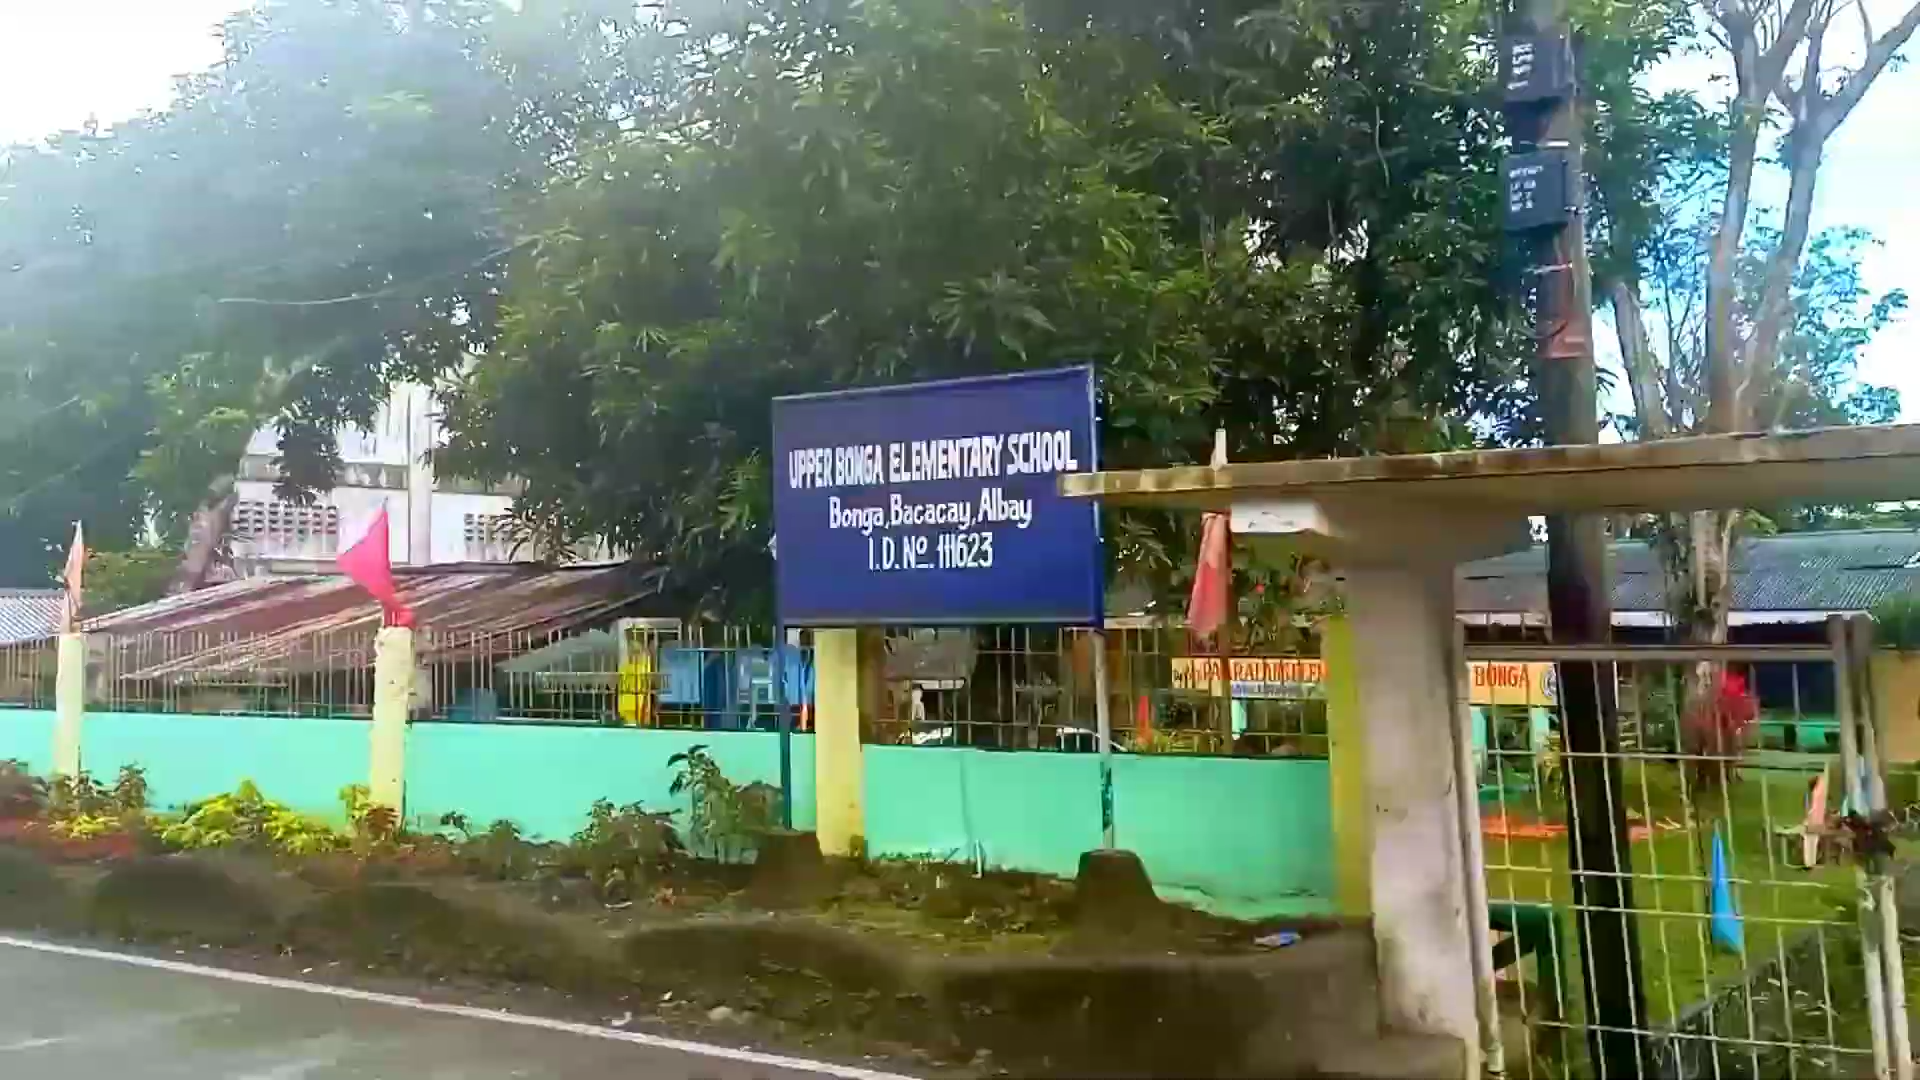 UPPER BONGA ELEMENTARY SCHOOL
Bonga, Bacacay, Albay
I.D. Nº. 111623
BONGA